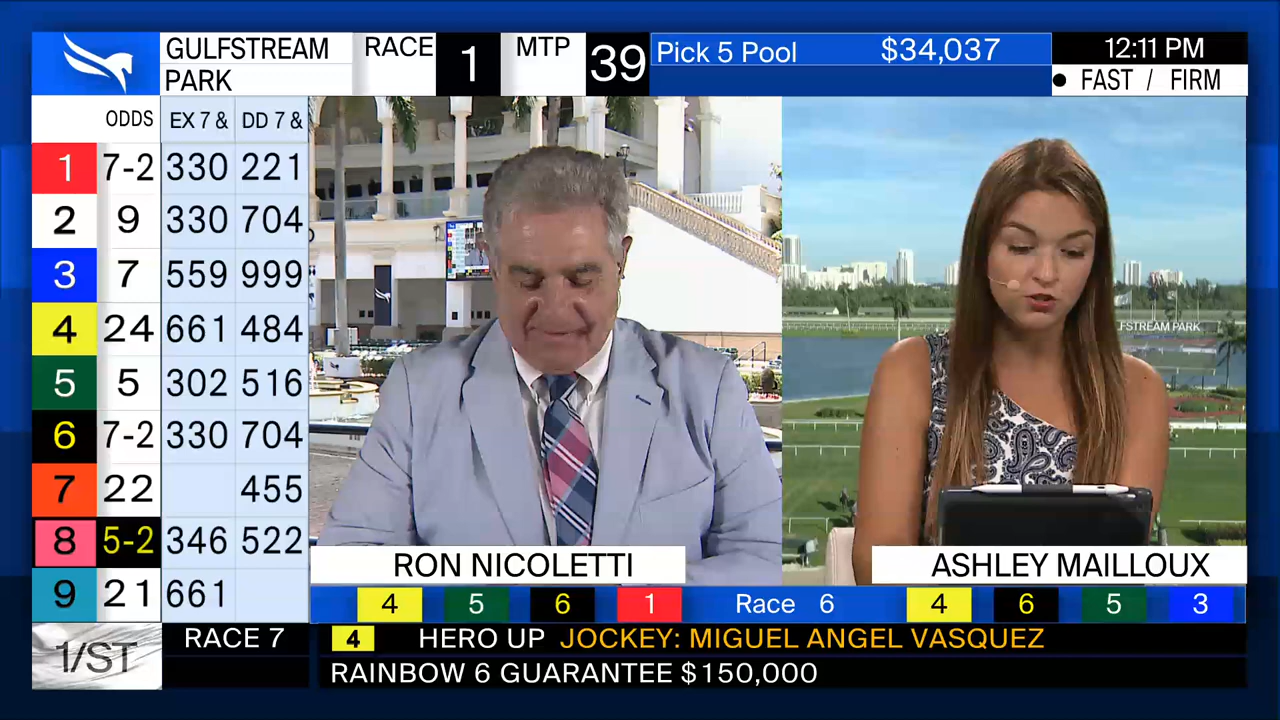 GULFSTREAM PARK
RACE 1 MTP 39
Pick 5 Pool $34,037
12:11 PM
FAST / FIRM
ODDS EX 7 & DD 7 &
1 7-2 330 221
2 9 330 704
3 7 559 999
4 24 661 484
5 5 302 516
6 7-2 330 704
7 22 455
8 5-2 346 522
9 21 661
FSTREAM PARK
RON NICOLETTI
ASHLEY MAILLOUX
4 5 6 1 Race 6 4 6 5 3
1/ST
RACE 7
4 HERO UP JOCKEY: MIGUEL ANGEL VASQUEZ
RAINBOW 6 GUARANTEE $150,000